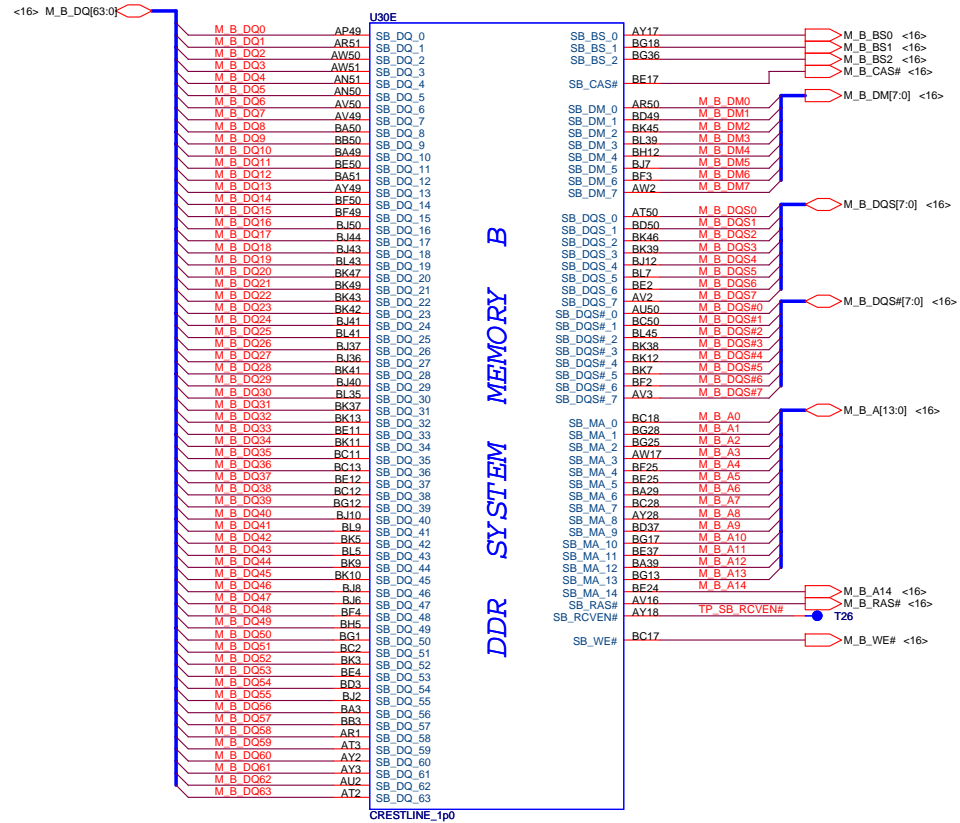 <16> M_B_DQ[63:0]
U30E
M_B_DQ0 AP49 SB_DQ_0
M_B_DQ1 AR51 SB_DQ_1
M_B_DQ2 AW50 SB_DQ_2
M_B_DQ3 AW51 SB_DQ_3
M_B_DQ4 AN51 SB_DQ_4
M_B_DQ5 AN50 SB_DQ_5
M_B_DQ6 AV50 SB_DQ_6
M_B_DQ7 AV49 SB_DQ_7
M_B_DQ8 BA50 SB_DQ_8
M_B_DQ9 BB50 SB_DQ_9
M_B_DQ10 BA49 SB_DQ_10
M_B_DQ11 BE50 SB_DQ_11
M_B_DQ12 BA51 SB_DQ_12
M_B_DQ13 AY49 SB_DQ_13
M_B_DQ14 BF50 SB_DQ_14
M_B_DQ15 BF49 SB_DQ_15
M_B_DQ16 BJ50 SB_DQ_16
M_B_DQ17 BJ44 SB_DQ_17
M_B_DQ18 BJ43 SB_DQ_18
M_B_DQ19 BL43 SB_DQ_19
M_B_DQ20 BK47 SB_DQ_20
M_B_DQ21 BK49 SB_DQ_21
M_B_DQ22 BK43 SB_DQ_22
M_B_DQ23 BK42 SB_DQ_23
M_B_DQ24 BJ41 SB_DQ_24
M_B_DQ25 BL41 SB_DQ_25
M_B_DQ26 BJ37 SB_DQ_26
M_B_DQ27 BJ36 SB_DQ_27
M_B_DQ28 BK41 SB_DQ_28
M_B_DQ29 BJ40 SB_DQ_29
M_B_DQ30 BL35 SB_DQ_30
M_B_DQ31 BK37 SB_DQ_31
M_B_DQ32 BK13 SB_DQ_32
M_B_DQ33 BE11 SB_DQ_33
M_B_DQ34 BK11 SB_DQ_34
M_B_DQ35 BC11 SB_DQ_35
M_B_DQ36 BC13 SB_DQ_36
M_B_DQ37 BE12 SB_DQ_37
M_B_DQ38 BC12 SB_DQ_38
M_B_DQ39 BG12 SB_DQ_39
M_B_DQ40 BJ10 SB_DQ_40
M_B_DQ41 BL9 SB_DQ_41
M_B_DQ42 BK5 SB_DQ_42
M_B_DQ43 BL5 SB_DQ_43
M_B_DQ44 BK9 SB_DQ_44
M_B_DQ45 BK10 SB_DQ_45
M_B_DQ46 BJ8 SB_DQ_46
M_B_DQ47 BJ6 SB_DQ_47
M_B_DQ48 BF4 SB_DQ_48
M_B_DQ49 BH5 SB_DQ_49
M_B_DQ50 BG1 SB_DQ_50
M_B_DQ51 BC2 SB_DQ_51
M_B_DQ52 BK3 SB_DQ_52
M_B_DQ53 BE4 SB_DQ_53
M_B_DQ54 BD3 SB_DQ_54
M_B_DQ55 BJ2 SB_DQ_55
M_B_DQ56 BA3 SB_DQ_56
M_B_DQ57 BB3 SB_DQ_57
M_B_DQ58 AR1 SB_DQ_58
M_B_DQ59 AT3 SB_DQ_59
M_B_DQ60 AY2 SB_DQ_60
M_B_DQ61 AY3 SB_DQ_61
M_B_DQ62 AU2 SB_DQ_62
M_B_DQ63 AT2 SB_DQ_63
DDR SYSTEM MEMORY B
SB_BS_0 AY17 M_B_BS0 <16>
SB_BS_1 BG18 M_B_BS1 <16>
SB_BS_2 BG36 M_B_BS2 <16>
SB_CAS# BE17 M_B_CAS# <16>
M_B_DM[7:0] <16>
SB_DM_0 AR50 M_B_DM0
SB_DM_1 BD49 M_B_DM1
SB_DM_2 BK45 M_B_DM2
SB_DM_3 BL39 M_B_DM3
SB_DM_4 BH12 M_B_DM4
SB_DM_5 BJ7 M_B_DM5
SB_DM_6 BF3 M_B_DM6
SB_DM_7 AW2 M_B_DM7
M_B_DQS[7:0] <16>
SB_DQS_0 AT50 M_B_DQS0
SB_DQS_1 BD50 M_B_DQS1
SB_DQS_2 BK46 M_B_DQS2
SB_DQS_3 BK39 M_B_DQS3
SB_DQS_4 BJ12 M_B_DQS4
SB_DQS_5 BL7 M_B_DQS5
SB_DQS_6 BE2 M_B_DQS6
SB_DQS_7 AV2 M_B_DQS7
M_B_DQS#[7:0] <16>
SB_DQS#_0 AU50 M_B_DQS#0
SB_DQS#_1 BC50 M_B_DQS#1
SB_DQS#_2 BL45 M_B_DQS#2
SB_DQS#_3 BK38 M_B_DQS#3
SB_DQS#_4 BK12 M_B_DQS#4
SB_DQS#_5 BK7 M_B_DQS#5
SB_DQS#_6 BF2 M_B_DQS#6
SB_DQS#_7 AV3 M_B_DQS#7
M_B_A[13:0] <16>
SB_MA_0 BC18 M_B_A0
SB_MA_1 BG28 M_B_A1
SB_MA_2 BG25 M_B_A2
SB_MA_3 AW17 M_B_A3
SB_MA_4 BF25 M_B_A4
SB_MA_5 BE25 M_B_A5
SB_MA_6 BA29 M_B_A6
SB_MA_7 BC28 M_B_A7
SB_MA_8 AY28 M_B_A8
SB_MA_9 BD37 M_B_A9
SB_MA_10 BG17 M_B_A10
SB_MA_11 BE37 M_B_A11
SB_MA_12 BA39 M_B_A12
SB_MA_13 BG13 M_B_A13
SB_MA_14 BE24 M_B_A14 M_B_A14 <16>
SB_RAS# AV16 M_B_RAS# <16>
SB_RCVEN# AY18 TP_SB_RCVEN# T26
SB_WE# BC17 M_B_WE# <16>
CRESTLINE_1p0